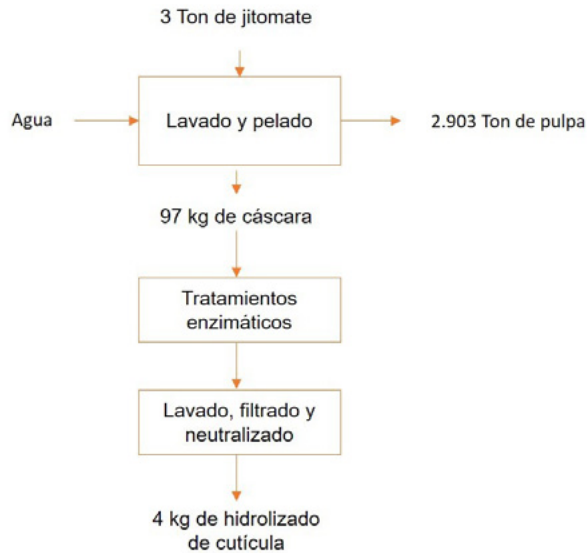 3 Ton de jitomate
Agua
Lavado y pelado
2.903 Ton de pulpa
97 kg de cáscara
Tratamientos
enzimáticos
Lavado, filtrado y
neutralizado
4 kg de hidrolizado
de cutícula